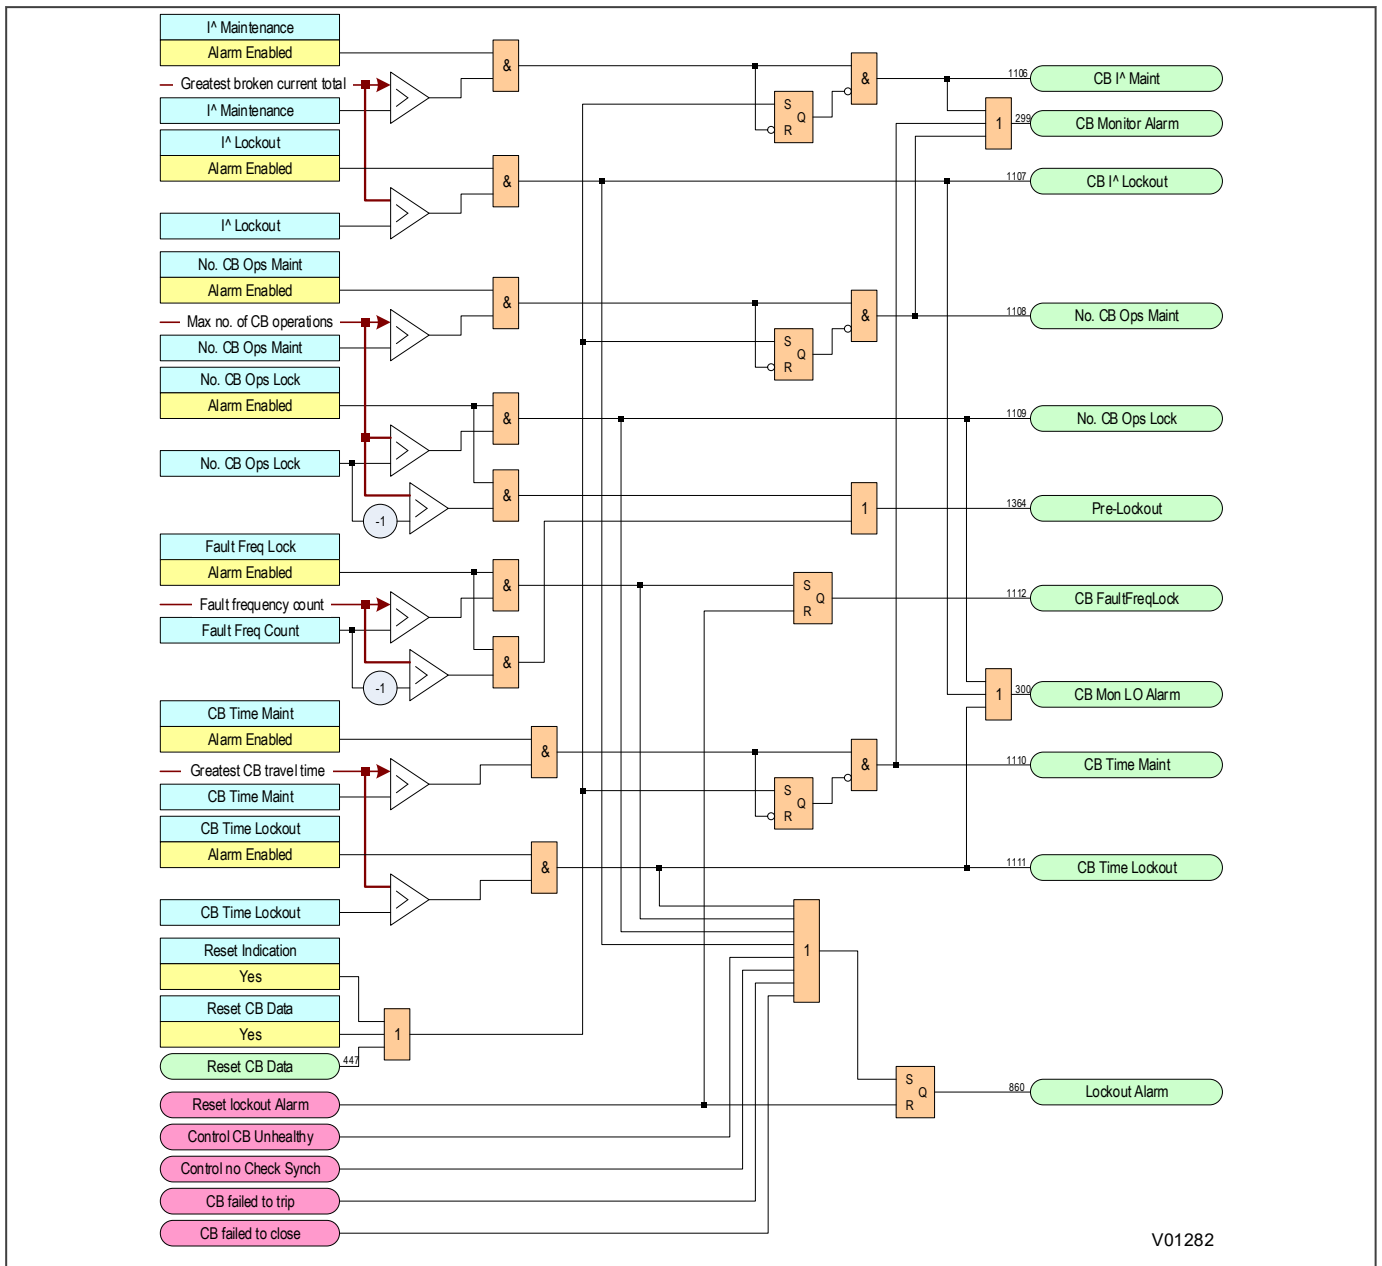 I^ Maintenance
Alarm Enabled
&
Greatest broken current total
>
I^ Maintenance
S
Q
R
&
1106
CB I^ Maint
1
299
CB Monitor Alarm
I^ Lockout
Alarm Enabled
&
>
I^ Lockout
1107
CB I^ Lockout
No. CB Ops Maint
Alarm Enabled
&
Max no. of CB operations
>
No. CB Ops Maint
S
Q
R
&
1108
No. CB Ops Maint
No. CB Ops Lock
Alarm Enabled
&
>
No. CB Ops Lock
1109
No. CB Ops Lock
>
-1
&
1
1364
Pre-Lockout
Fault Freq Lock
Alarm Enabled
&
Fault frequency count
>
Fault Freq Count
S
Q
R
1112
CB FaultFreqLock
>
-1
&
1
300
CB Mon LO Alarm
CB Time Maint
Alarm Enabled
&
Greatest CB travel time
>
CB Time Maint
S
Q
R
&
1110
CB Time Maint
CB Time Lockout
Alarm Enabled
&
>
CB Time Lockout
1111
CB Time Lockout
Reset Indication
Yes
Reset CB Data
Yes
1
Reset CB Data
447
1
Reset lockout Alarm
S
Q
R
860
Lockout Alarm
Control CB Unhealthy
Control no Check Synch
CB failed to trip
CB failed to close
V01282